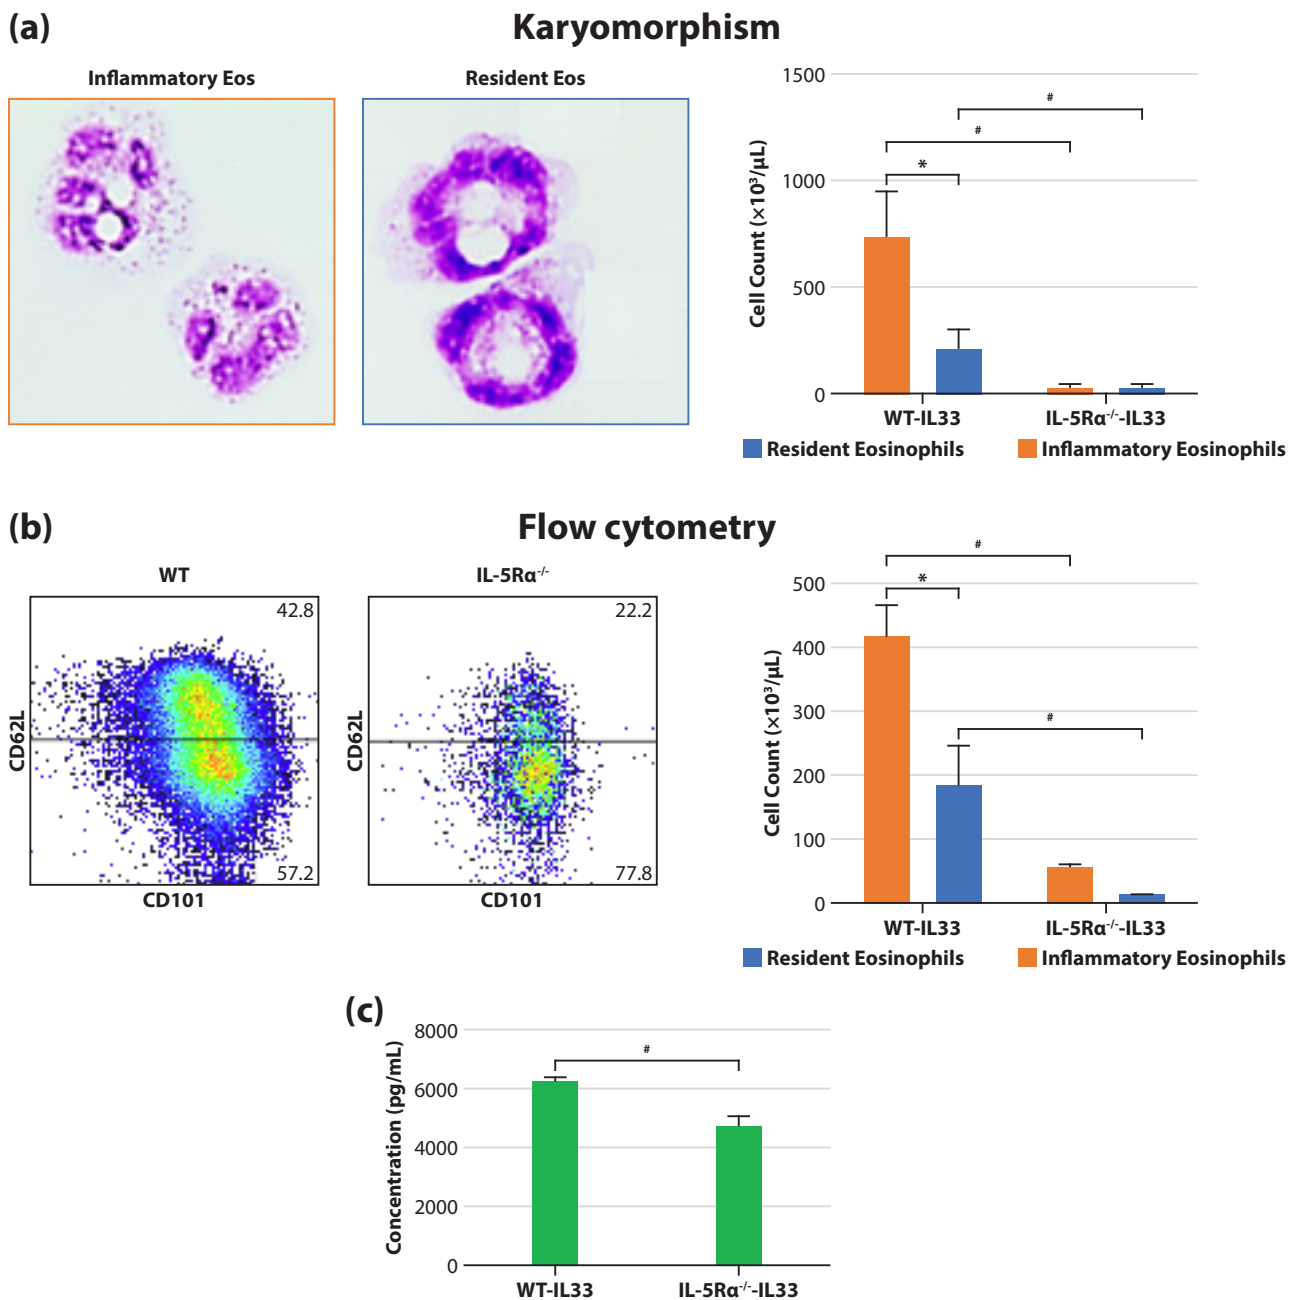 (a)
Karyomorphism
Inflammatory Eos
Resident Eos
Cell Count (×10³/µL)
1500
1000
500
0
#
#
*
WT-IL33
IL-5Rα⁻/⁻-IL33
Resident Eosinophils
Inflammatory Eosinophils
(b)
Flow cytometry
WT
42.8
57.2
CD62L
CD101
IL-5Rα⁻/⁻
22.2
77.8
CD62L
CD101
Cell Count (×10³/µL)
500
400
300
200
100
0
#
*
#
WT-IL33
IL-5Rα⁻/⁻-IL33
Resident Eosinophils
Inflammatory Eosinophils
(c)
Concentration (pg/mL)
8000
6000
4000
2000
0
#
WT-IL33
IL-5Rα⁻/⁻-IL33